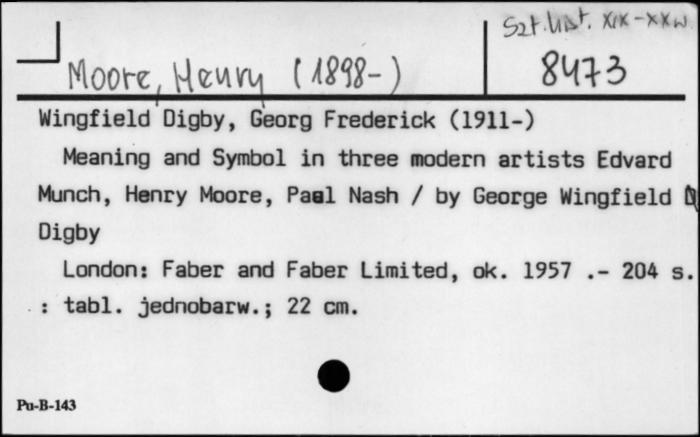 Szt. hist. XIX-XXw.
Moore, Henry (1898-)
8473
Wingfield Digby, Georg Frederick (1911-)
Meaning and Symbol in three modern artists Edvard
Munch, Henry Moore, Paul Nash / by George Wingfield D
Digby
London: Faber and Faber Limited, ok. 1957 .- 204 s.
: tabl. jednobarw.; 22 cm.
Pu-B-143